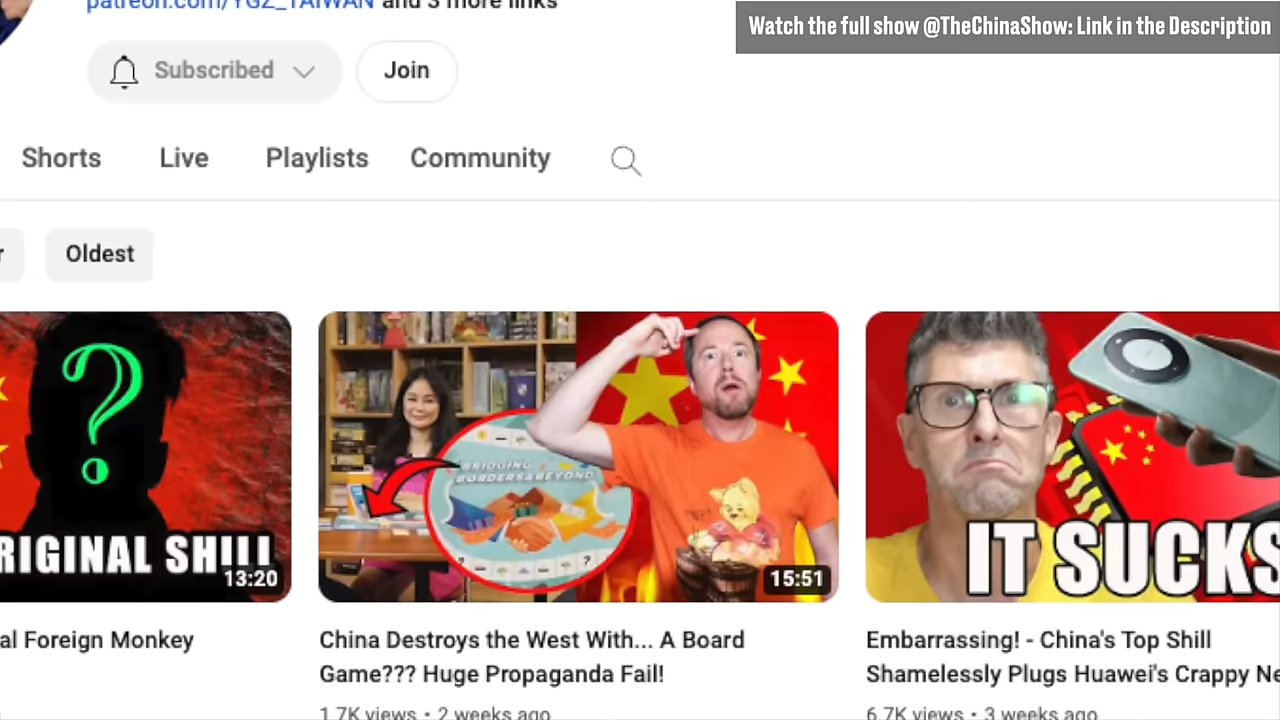 patreon.com/YGZ_TAIWAN and 3 more links
Watch the full show @TheChinaShow: Link in the Description
Subscribed
Join
Shorts
Live
Playlists
Community
r
Oldest
RIGINAL SHILL
13:20
BRIDGING
BORDERS&BEYOND
15:51
IT SUCKS
al Foreign Monkey
China Destroys the West With... A Board
Game??? Huge Propaganda Fail!
1.7K views • 2 weeks ago
Embarrassing! - China's Top Shill
Shamelessly Plugs Huawei's Crappy Ne
6.7K views • 3 weeks ago